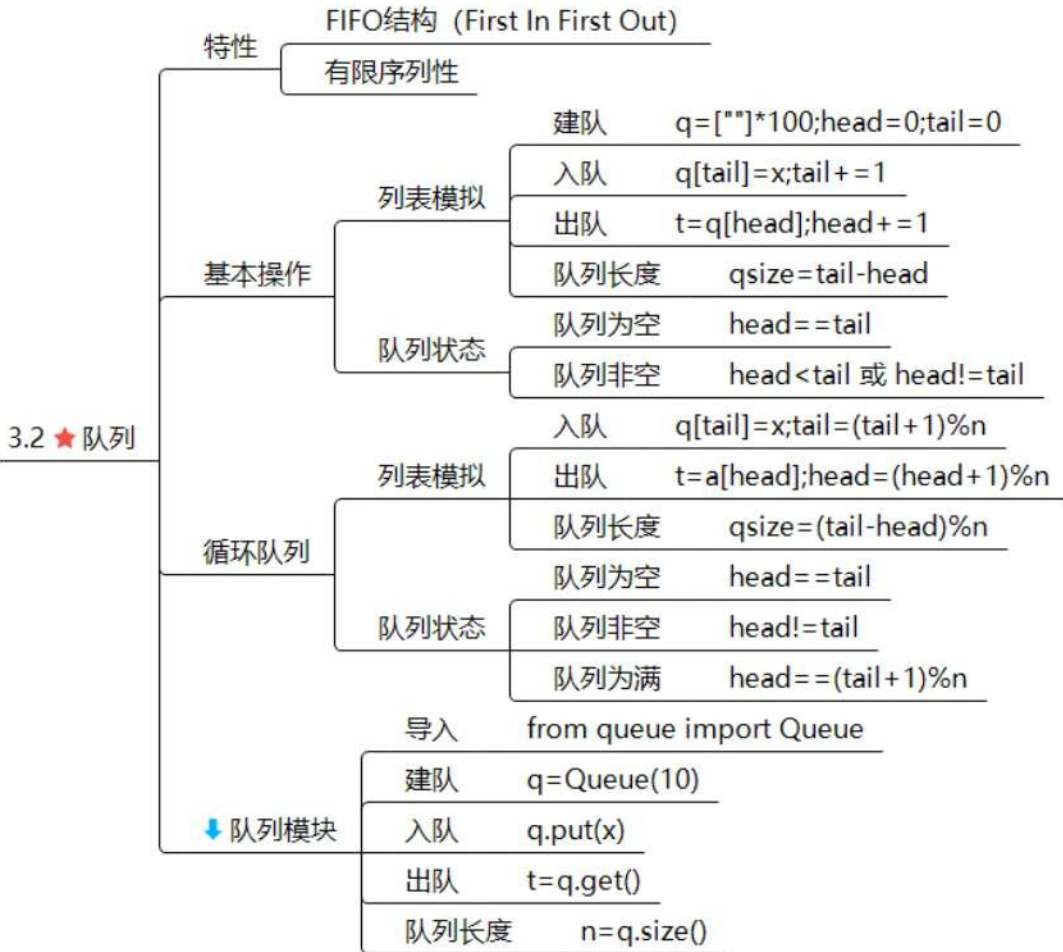 3.2 队列
特性
FIFO结构（First In First Out）
有限序列性
基本操作
列表模拟
建队 q=[""]*100;head=0;tail=0
入队 q[tail]=x;tail+=1
出队 t=q[head];head+=1
队列长度 qsize=tail-head
队列状态
队列为空 head==tail
队列非空 head<tail 或 head!=tail
循环队列
列表模拟
入队 q[tail]=x;tail=(tail+1)%n
出队 t=a[head];head=(head+1)%n
队列长度 qsize=(tail-head)%n
队列状态
队列为空 head==tail
队列非空 head!=tail
队列为满 head==(tail+1)%n
队列模块
导入 from queue import Queue
建队 q=Queue(10)
入队 q.put(x)
出队 t=q.get()
队列长度 n=q.size()